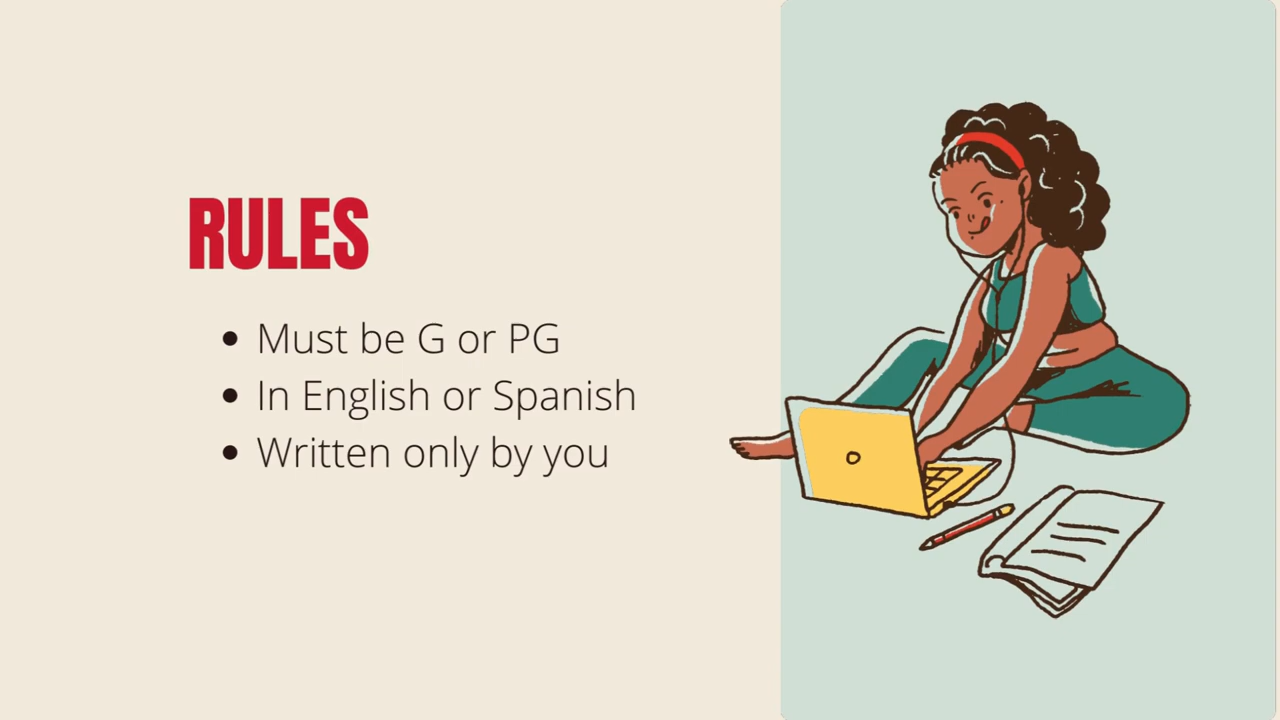 RULES
• Must be G or PG
• In English or Spanish
• Written only by you